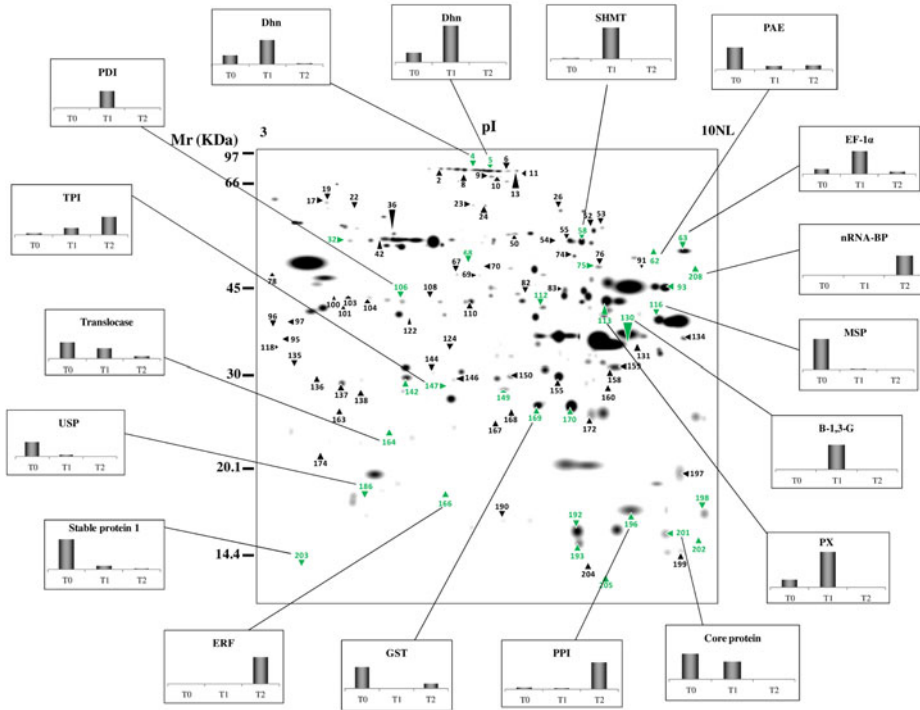 Dhn
T0 T1 T2
Dhn
T0 T1 T2
SHMT
T0 T1 T2
PAE
T0 T1 T2
PDI
T0 T1 T2
EF-1α
T0 T1 T2
TPI
T0 T1 T2
nRNA-BP
T0 T1 T2
Translocase
T0 T1 T2
MSP
T0 T1 T2
USP
T0 T1 T2
B-1,3-G
T0 T1 T2
Stable protein 1
T0 T1 T2
PX
T0 T1 T2
ERF
T0 T1 T2
GST
T0 T1 T2
PPI
T0 T1 T2
Core protein
T0 T1 T2
Mr (KDa) 3 pI 10NL
97
66
45
30
20.1
14.4
4 5 6
2 8 9 10 11 13
19 17 22 36 23 24 26
32 42 50 54 55 58 52 53
68 67 69 70 74 75 76 91 62 63
78 106 108 82 83 112 93 208
100 103 101 104 110 122 113 130 116
96 97 95 118 124 131 134
135 144 146 147 150 155 158 159
136 137 138 142 149 160
163 164 167 168 169 170 172
174 186 166 190 197
192 196 198
203 193 201 202 199
204 205